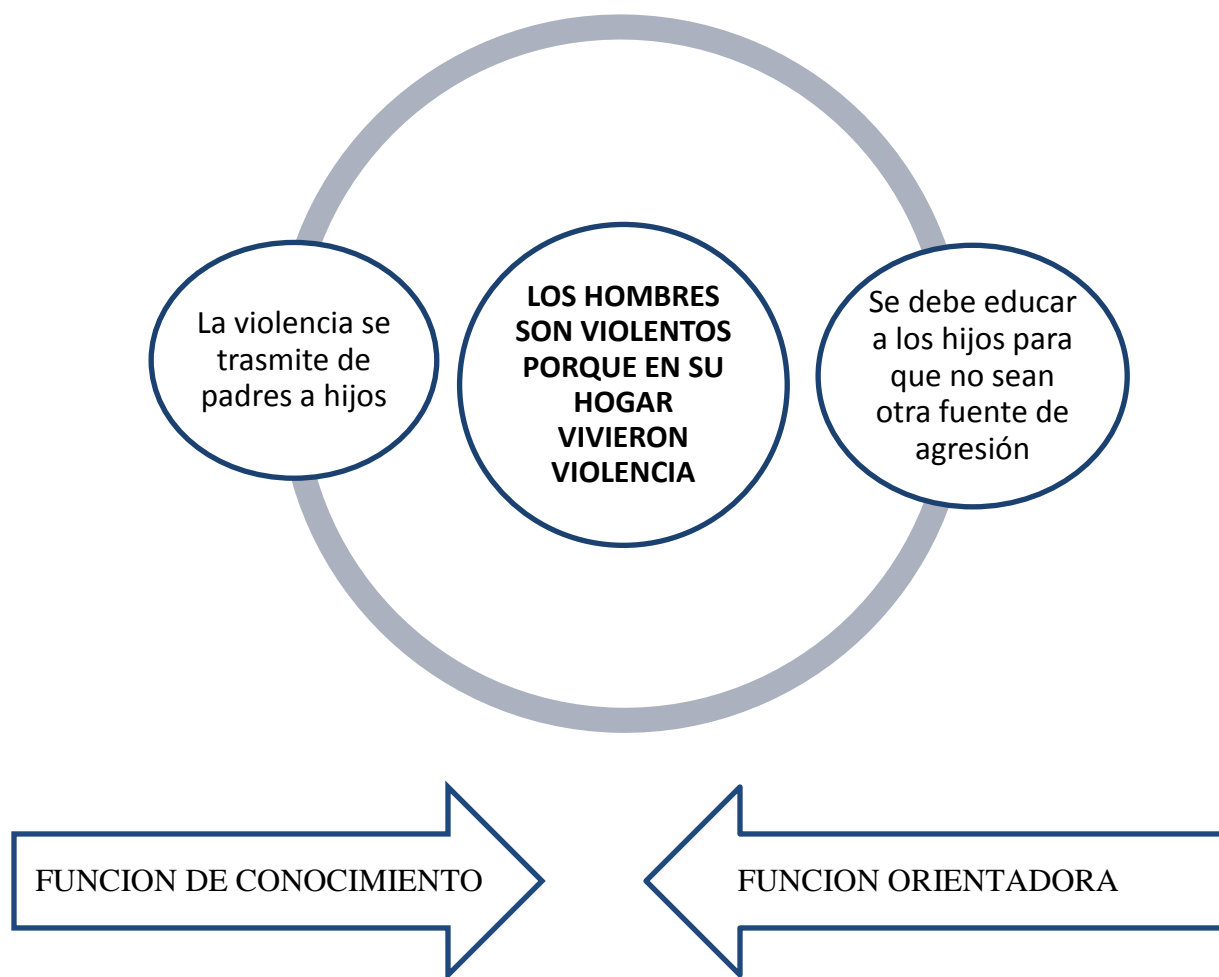 La violencia se
trasmite de
padres a hijos
LOS HOMBRES
SON VIOLENTOS
PORQUE EN SU
HOGAR
VIVIERON
VIOLENCIA
Se debe educar
a los hijos para
que no sean
otra fuente de
agresión
FUNCION DE CONOCIMIENTO
FUNCION ORIENTADORA